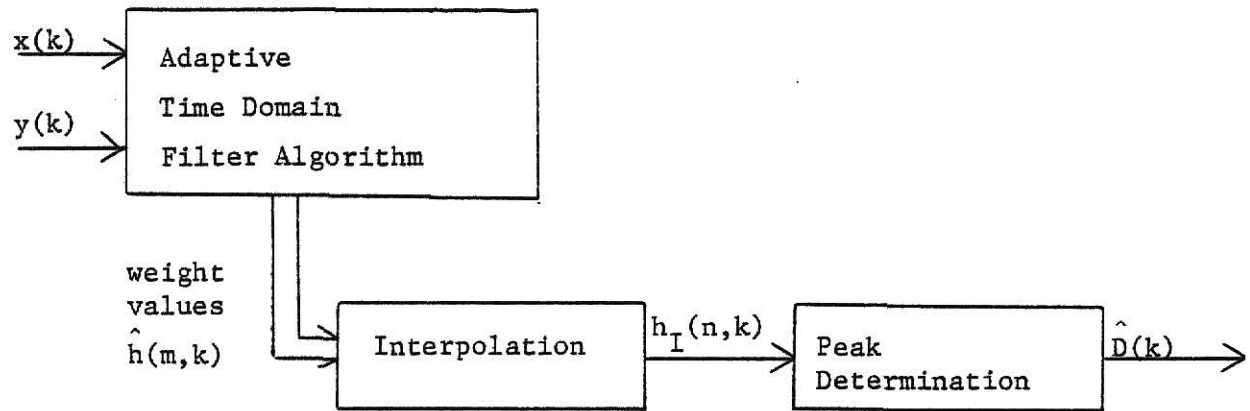 x(k)
Adaptive
Time Domain
y(k)
Filter Algorithm
weight
values
ĥ(m,k)
Interpolation
h_I(n,k)
Peak
Determination
D̂(k)